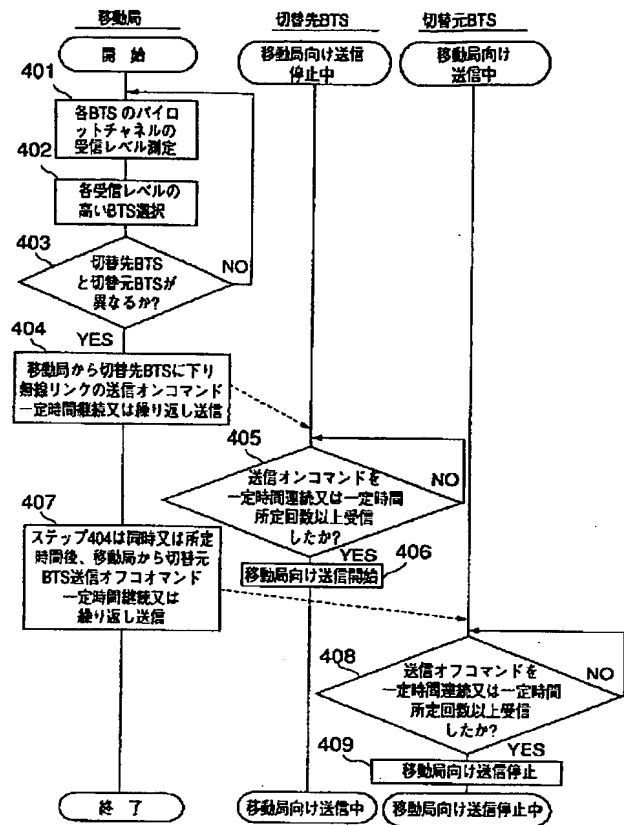 移動局
切替先BTS
切替元BTS
開 始
移動局向け送信
停止中
移動局向け
送信中
401
各BTSのパイロ
ットチャネルの
受信レベル測定
402
各受信レベルの
高いBTS選択
403
切替先BTS
と切替元BTSが
異なるか?
NO
YES
404
移動局から切替先BTSに下り
無線リンクの送信オンコマンド
一定時間継続又は繰り返し送信
405
送信オンコマンドを
一定時間連続又は一定時間
所定回数以上受信
したか?
NO
YES
406
移動局向け送信開始
407
ステップ404は同時又は所定
時間後、移動局から切替元
BTS送信オフコオマンド
一定時間継続又は
繰り返し送信
408
送信オフコマンドを
一定時間連続又は一定時間
所定回数以上受信
したか?
NO
YES
409
移動局向け送信停止
終 了
移動局向け送信中
移動局向け送信停止中